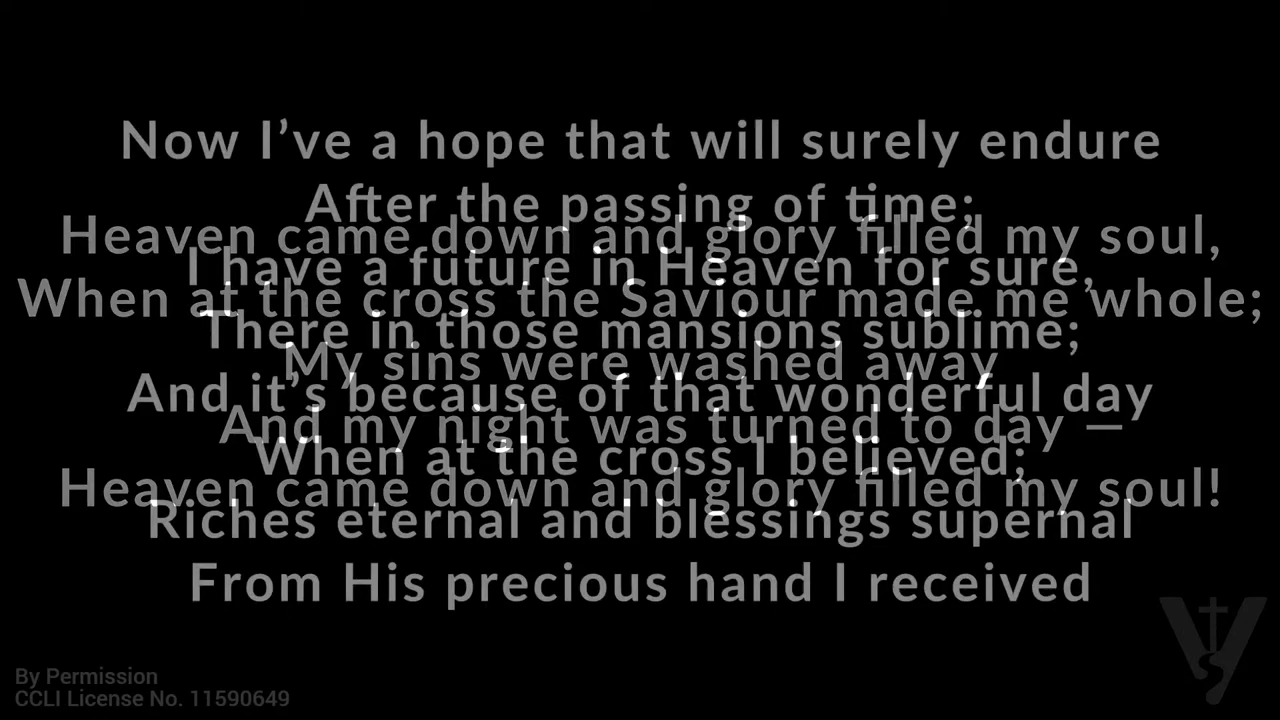 Now I’ve a hope that will surely endure
After the passing of time;
Heaven came down and glory filled my soul,
I have a future in Heaven for sure,
When at the cross the Saviour made me whole;
There in those mansions sublime;
My sins were washed away
And it’s because of that wonderful day
And my night was turned to day —
When at the cross I believed;
Heaven came down and glory filled my soul!
Riches eternal and blessings supernal
From His precious hand I received
By Permission
CCLI License No. 11590649